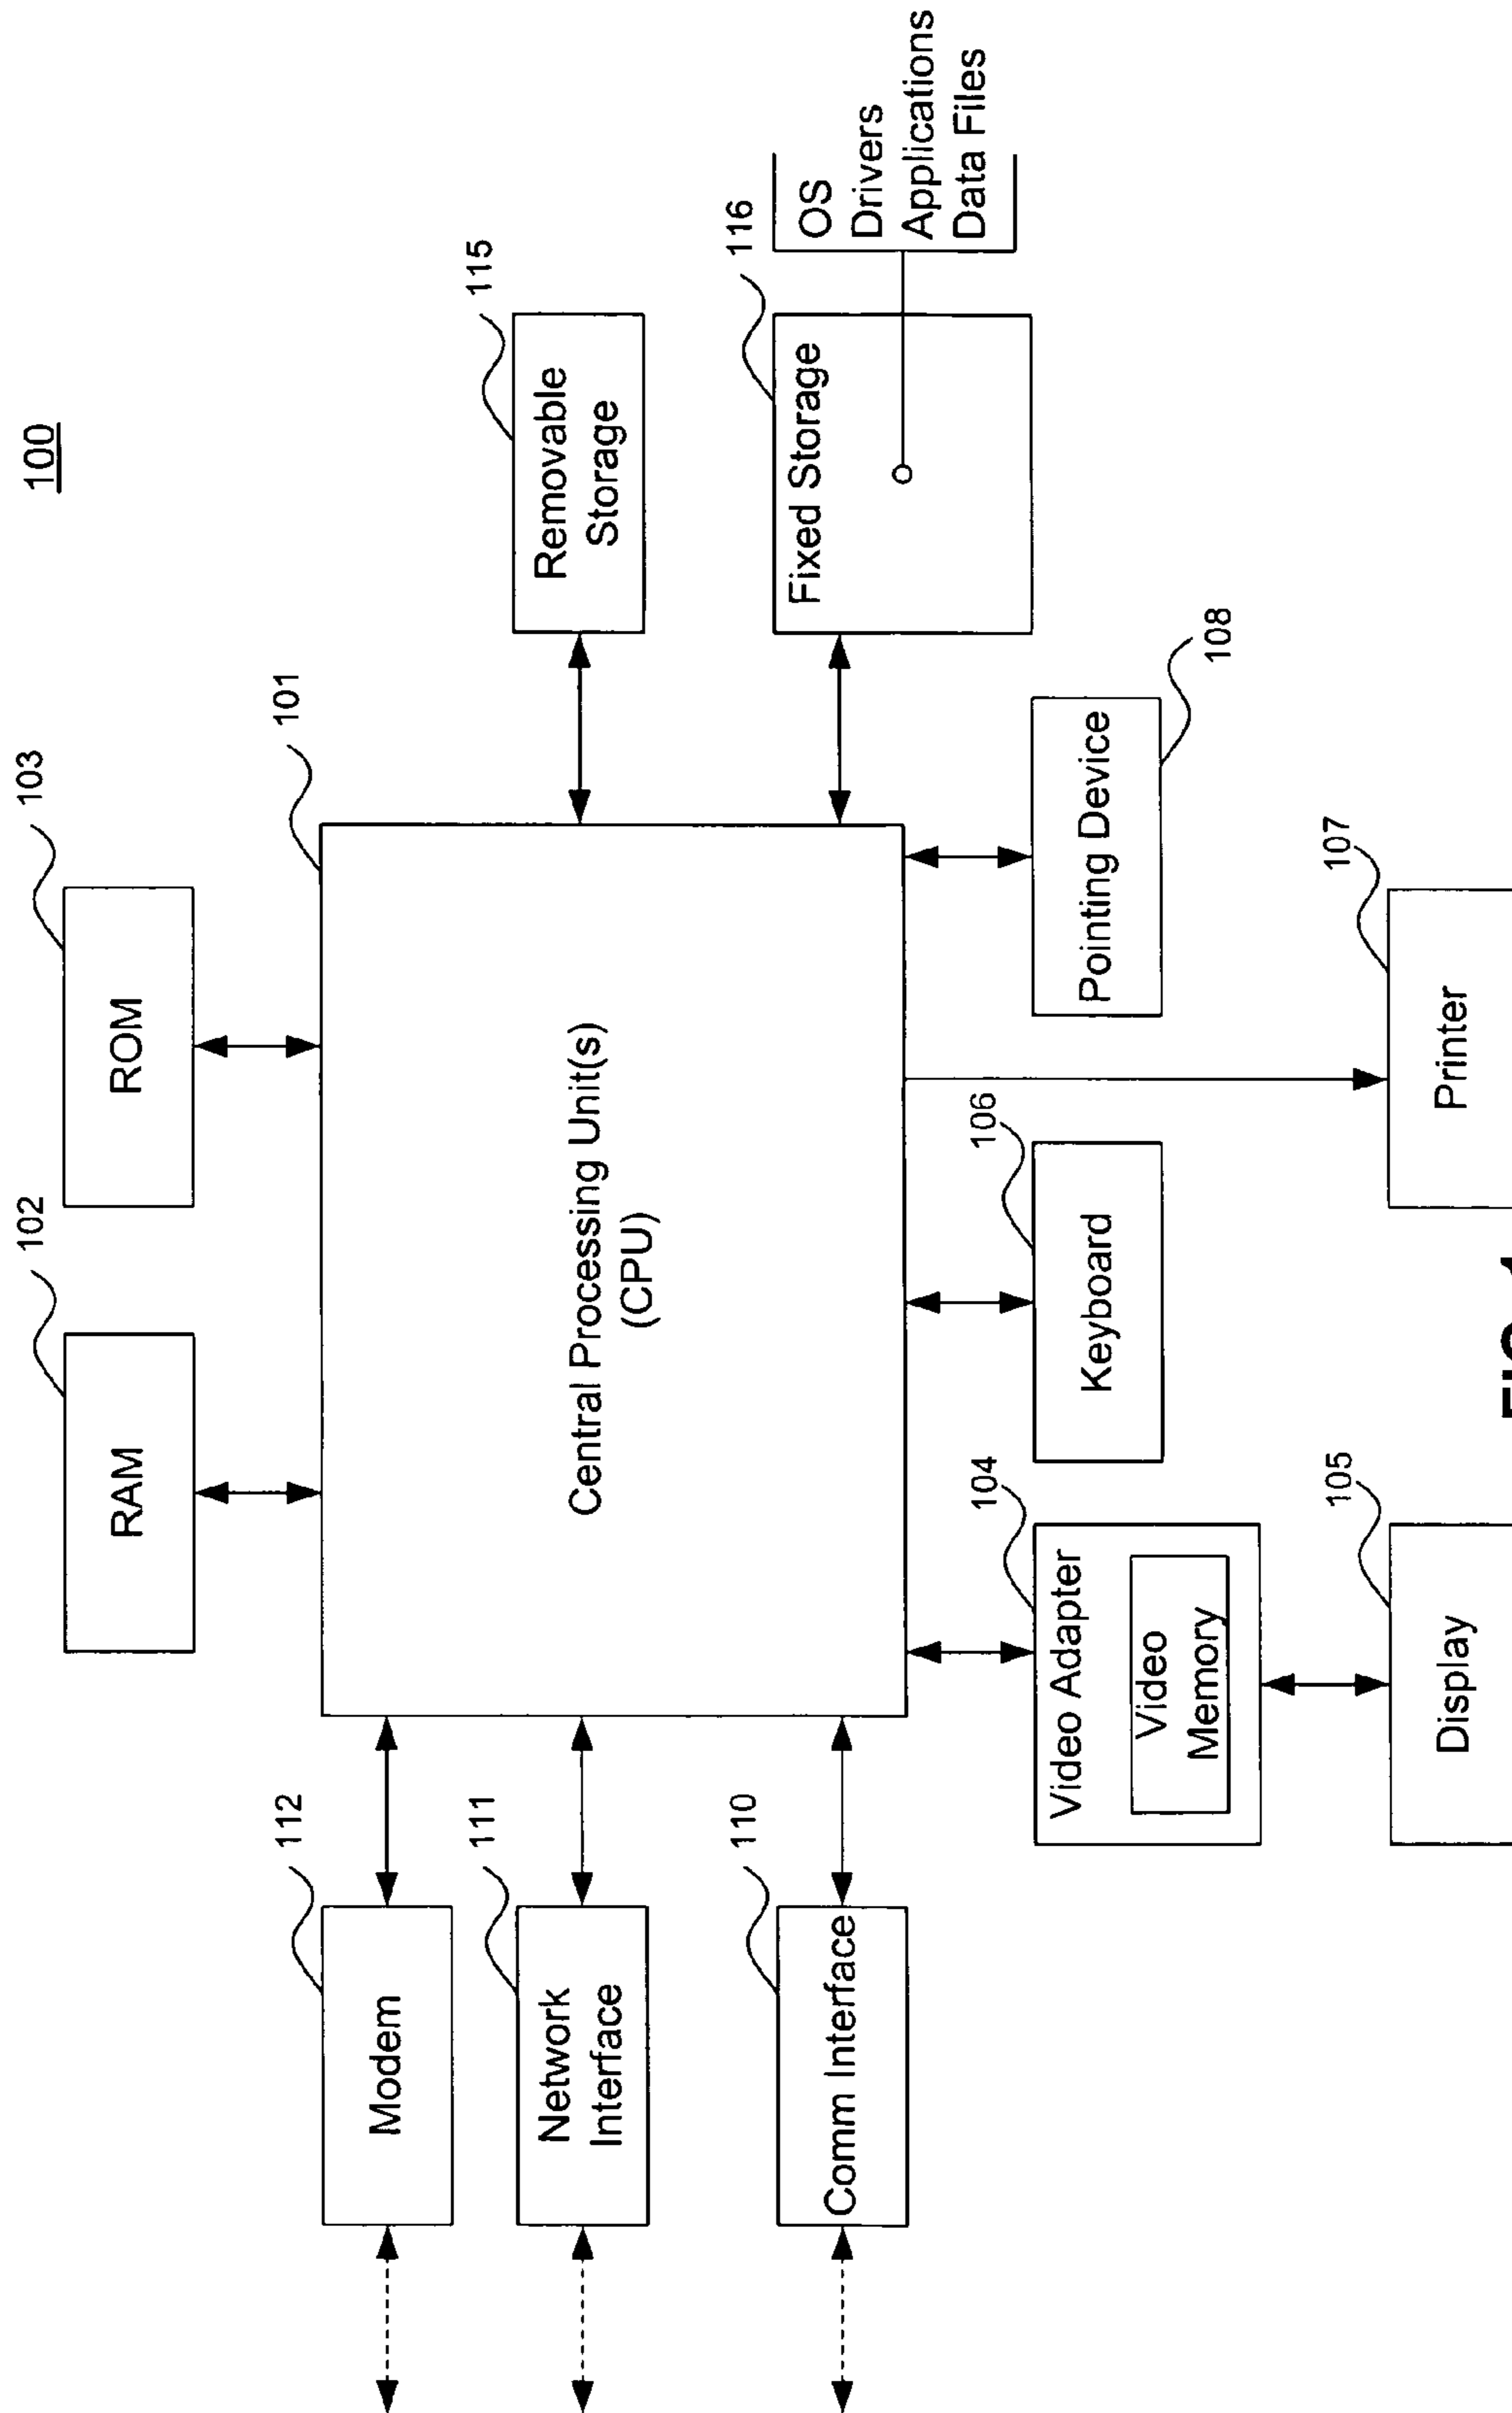 100
102
103
RAM
ROM
101
112
Modem
111
Network
Interface
110
Comm Interface
Central Processing Unit(s)
(CPU)
115
Removable
Storage
116
Fixed Storage
OS
Drivers
Applications
Data Files
104
Video Adapter
Video
Memory
106
Keyboard
108
Pointing Device
105
Display
107
Printer